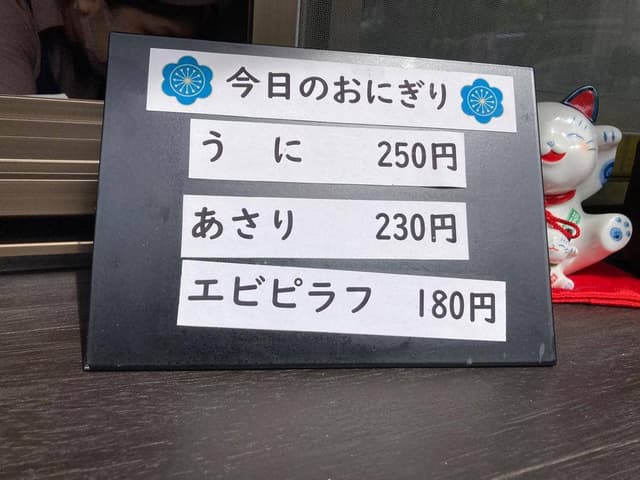 今日のおにぎり
うに 250円
あさり 230円
エビピラフ 180円